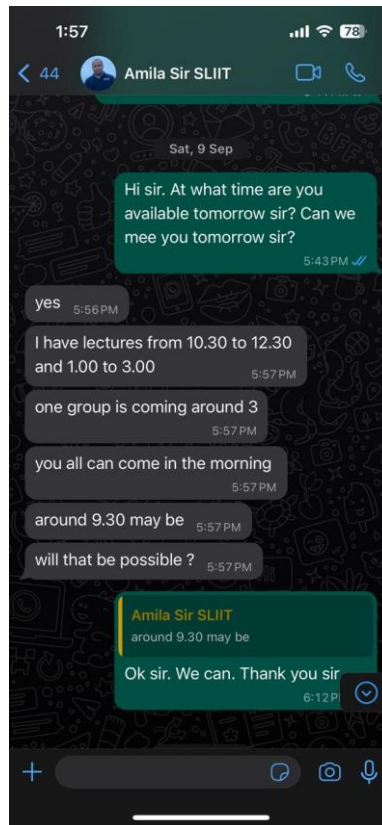 1:57
78
44
Amila Sir SLIIT
Sat, 9 Sep
Hi sir. At what time are you
available tomorrow sir? Can we
mee you tomorrow sir?
5:43 PM
yes 5:56 PM
I have lectures from 10.30 to 12.30
and 1.00 to 3.00
5:57 PM
one group is coming around 3
5:57 PM
you all can come in the morning
5:57 PM
around 9.30 may be 5:57 PM
will that be possible ? 5:57 PM
Amila Sir SLIIT
around 9.30 may be
Ok sir. We can. Thank you sir
6:12 P